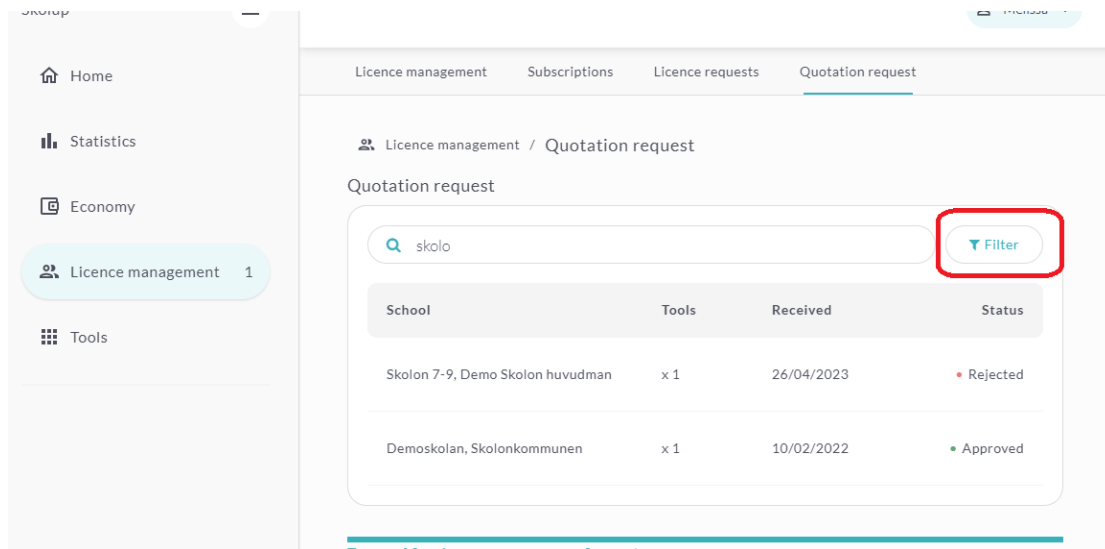 Skolup
Melissa
Home
Statistics
Economy
Licence management 1
Tools
Licence management Subscriptions Licence requests Quotation request
Licence management / Quotation request
Quotation request
skolo
Filter
School Tools Received Status
Skolon 7-9, Demo Skolon huvudman x 1 26/04/2023 Rejected
Demoskolan, Skolonkommunen x 1 10/02/2022 Approved